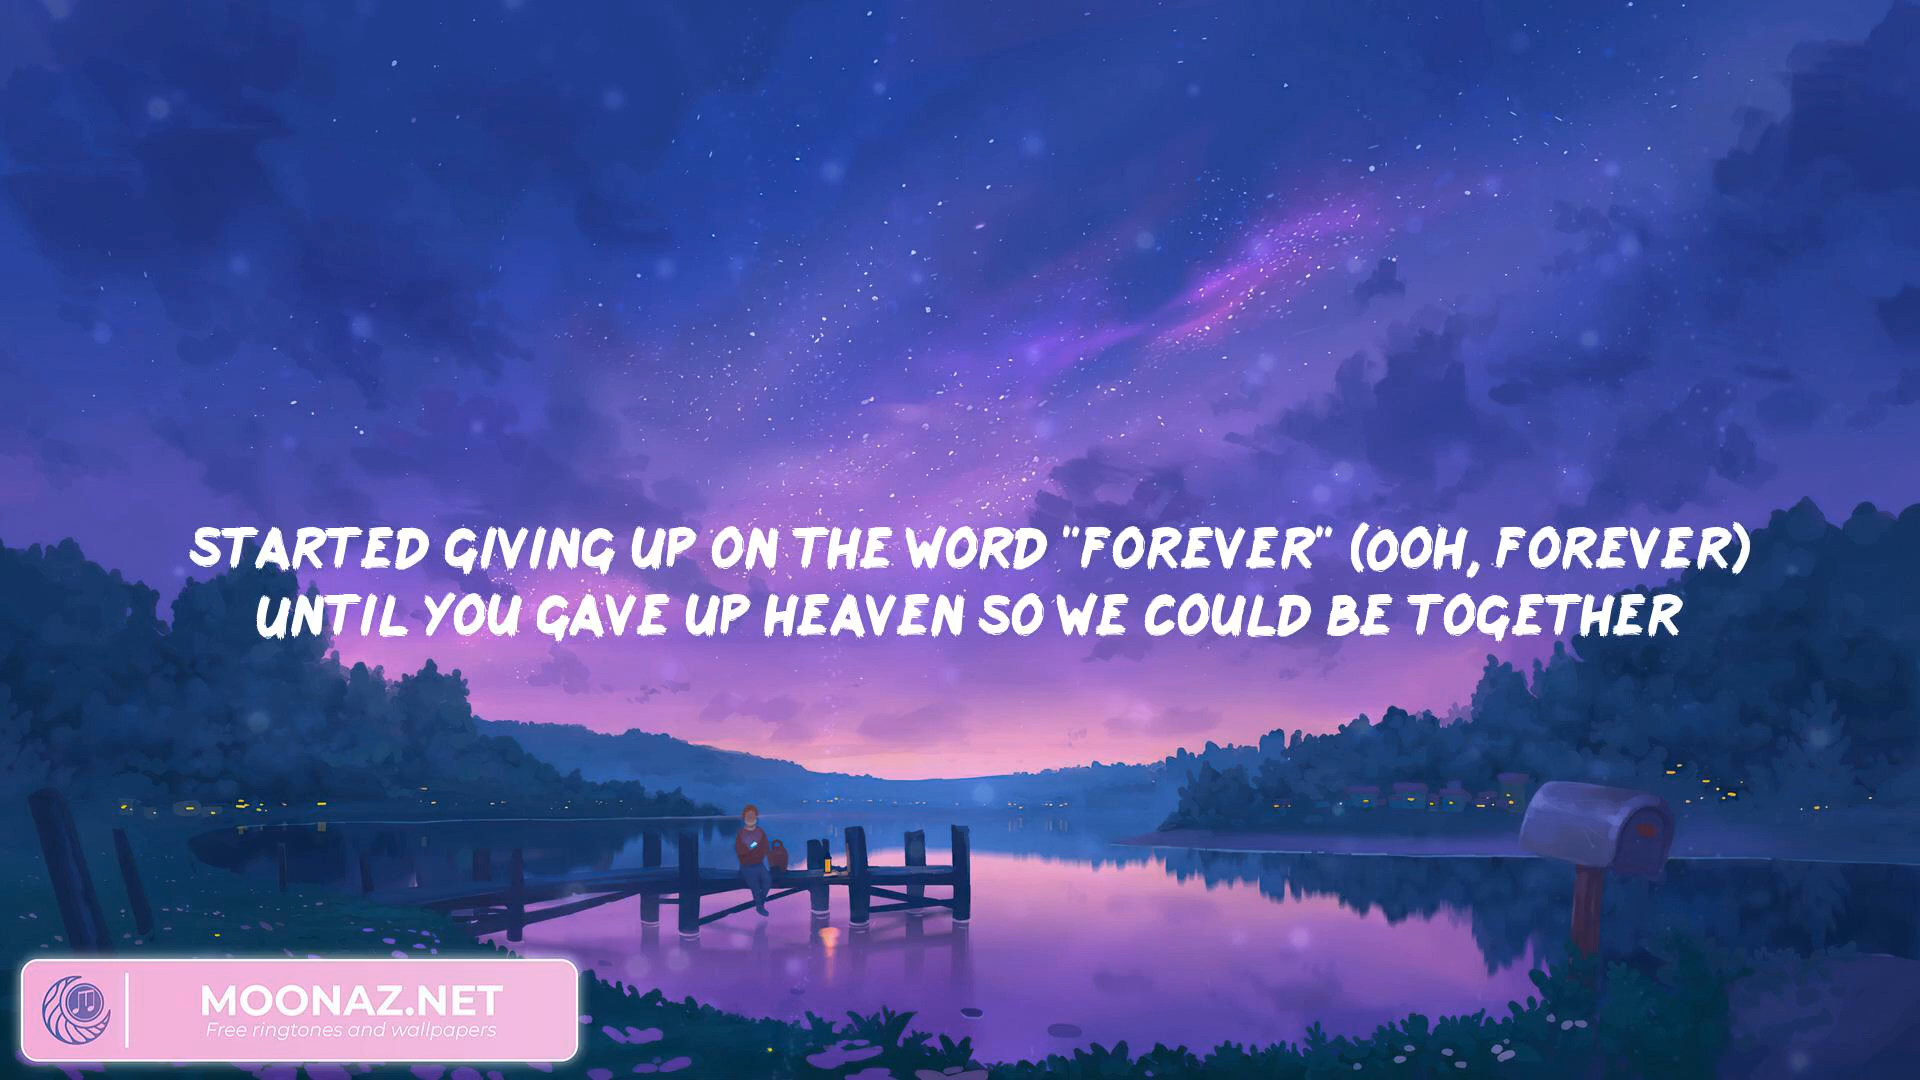 STARTED GIVING UP ON THE WORD "FOREVER" (OOH, FOREVER)
UNTIL YOU GAVE UP HEAVEN SO WE COULD BE TOGETHER
MOONAZ.NET
Free ringtones and wallpapers